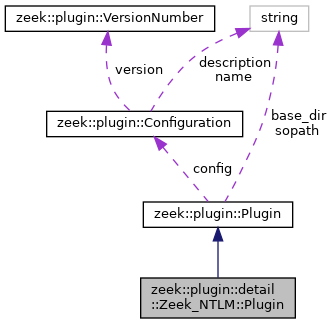 zeek::plugin::VersionNumber
string
version
description
name
zeek::plugin::Configuration
base_dir
sopath
config
zeek::plugin::Plugin
zeek::plugin::detail
::Zeek_NTLM::Plugin